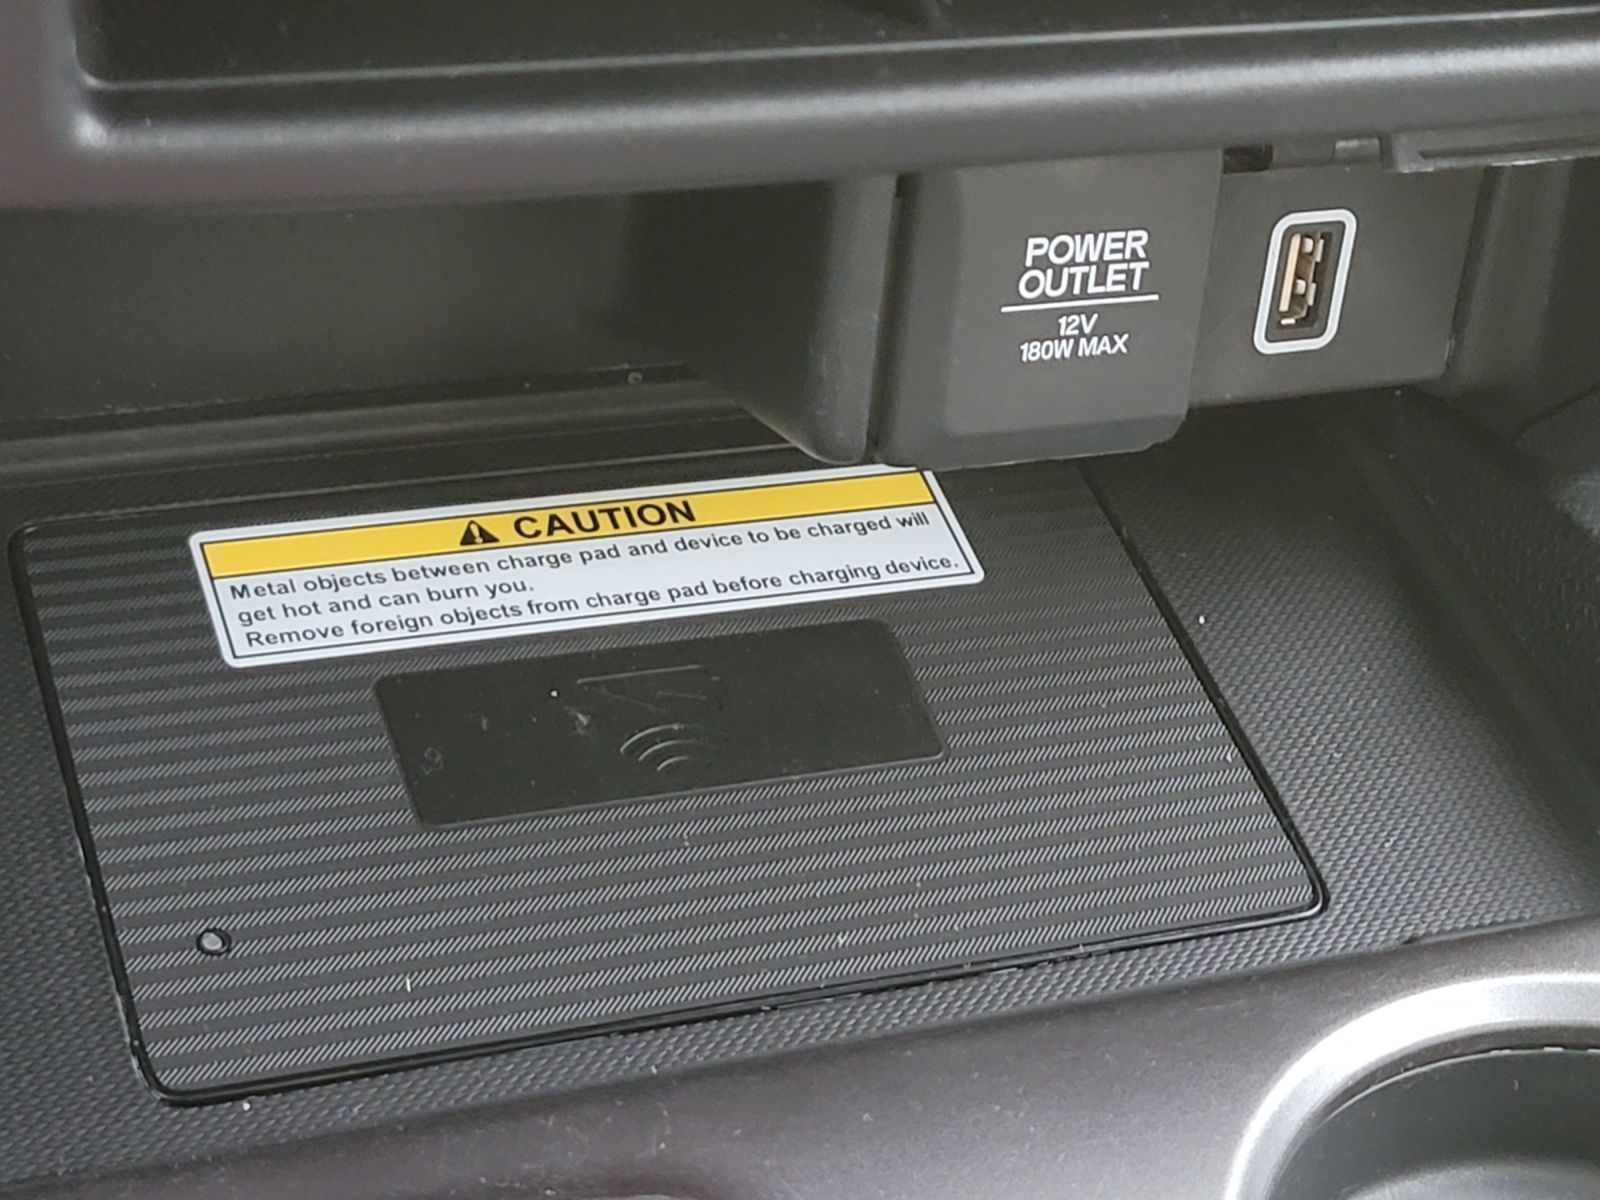 POWER
OUTLET
12V
180W MAX
CAUTION
Metal objects between charge pad and device to be charged will
get hot and can burn you.
Remove foreign objects from charge pad before charging device.